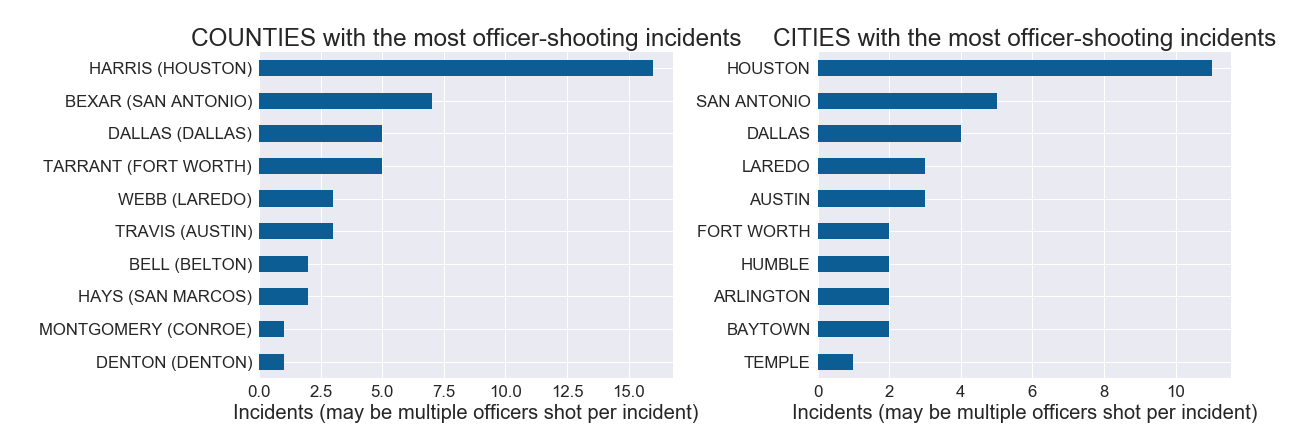 COUNTIES with the most officer-shooting incidents
HARRIS (HOUSTON)
BEXAR (SAN ANTONIO)
DALLAS (DALLAS)
TARRANT (FORT WORTH)
WEBB (LAREDO)
TRAVIS (AUSTIN)
BELL (BELTON)
HAYS (SAN MARCOS)
MONTGOMERY (CONROE)
DENTON (DENTON)
0.0 2.5 5.0 7.5 10.0 12.5 15.0
Incidents (may be multiple officers shot per incident)
CITIES with the most officer-shooting incidents
HOUSTON
SAN ANTONIO
DALLAS
LAREDO
AUSTIN
FORT WORTH
HUMBLE
ARLINGTON
BAYTOWN
TEMPLE
0 2 4 6 8 10
Incidents (may be multiple officers shot per incident)